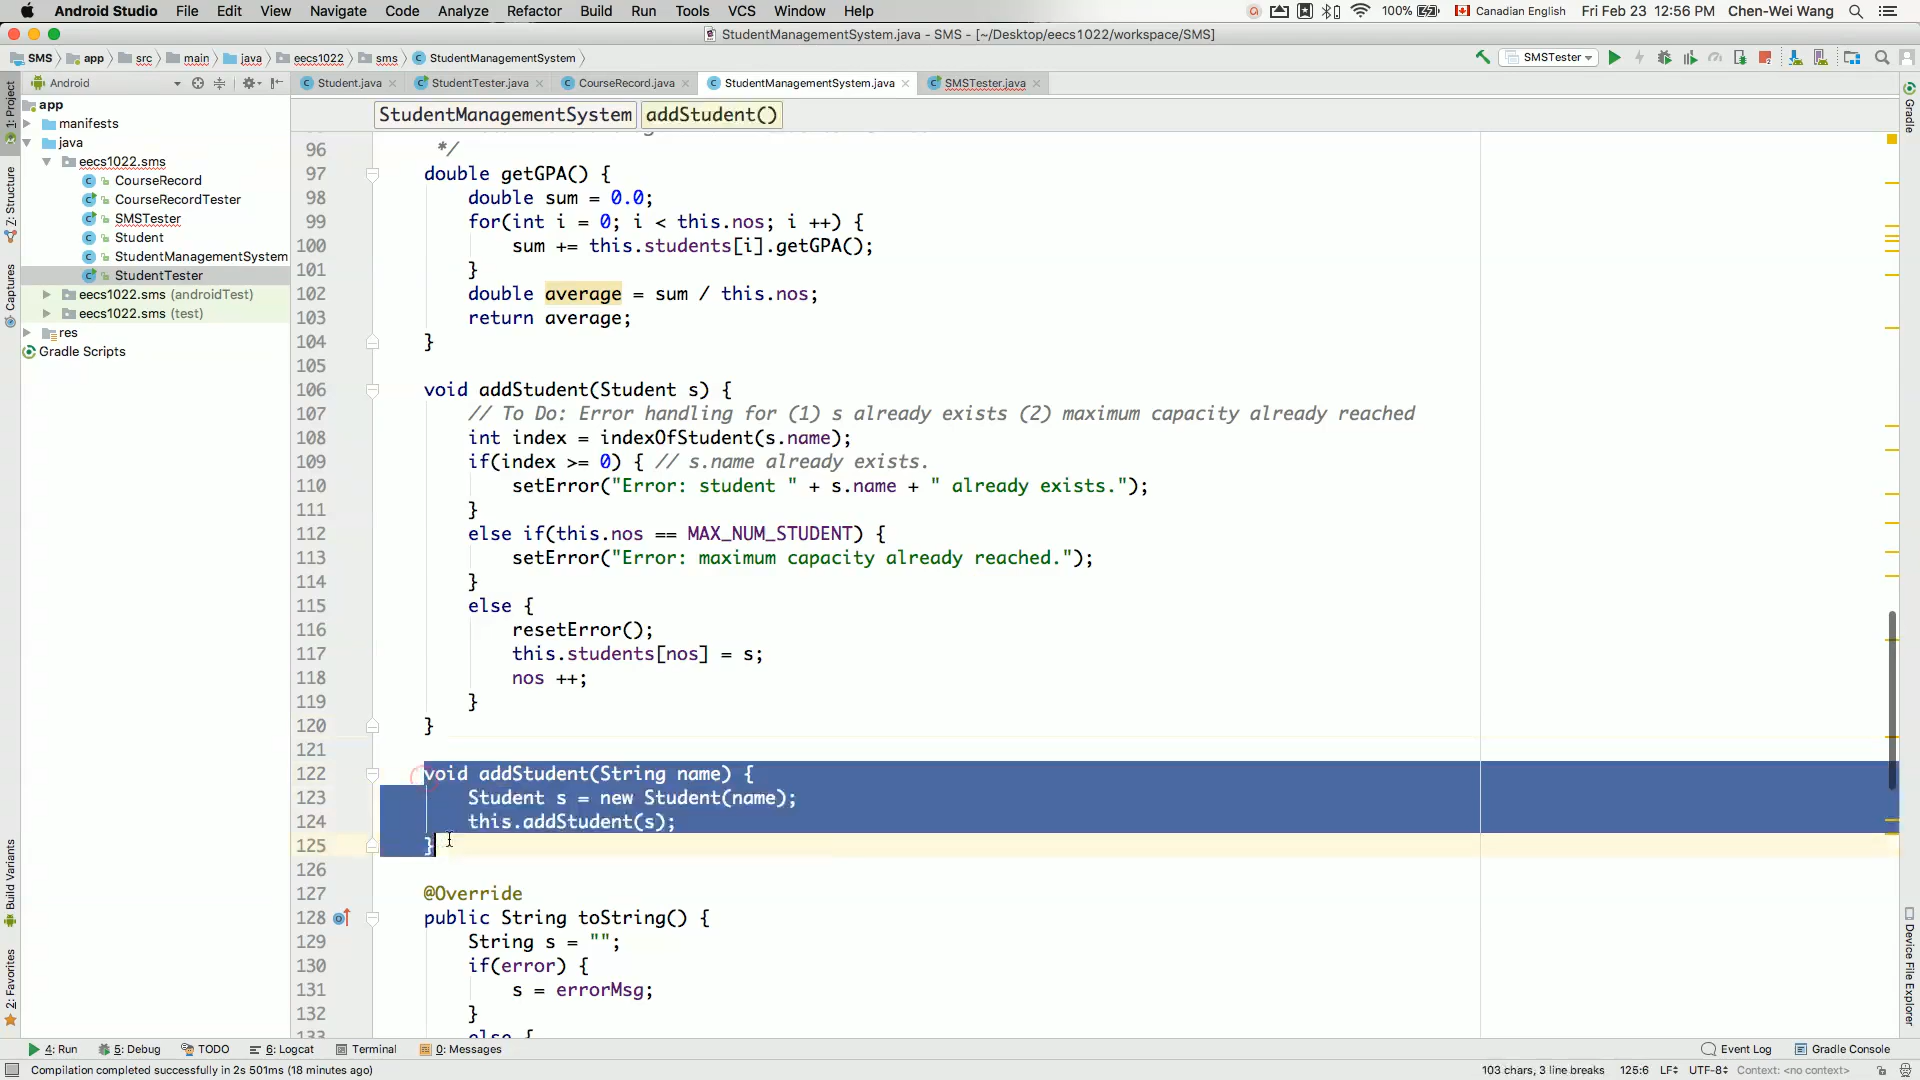 Android Studio File Edit View Navigate Code Analyze Refactor Build Run Tools VCS Window Help 100% Canadian English Fri Feb 23 12:56 PM Chen-Wei Wang
StudentManagementSystem.java - SMS - [~/Desktop/eecs1022/workspace/SMS]
SMS app src main java eecs1022 sms StudentManagementSystem SMSTester
Android Student.java StudentTester.java CourseRecord.java StudentManagementSystem.java SMSTester.java
StudentManagementSystem addStudent()
app
manifests
java
eecs1022.sms
CourseRecord
CourseRecordTester
SMSTester
Student
StudentManagementSystem
StudentTester
eecs1022.sms (androidTest)
eecs1022.sms (test)
res
Gradle Scripts
1: Project
7: Structure
Captures
Build Variants
2: Favorites
96 */
97 double getGPA() {
98 double sum = 0.0;
99 for(int i = 0; i < this.nos; i ++) {
100 sum += this.students[i].getGPA();
101 }
102 double average = sum / this.nos;
103 return average;
104 }
105
106 void addStudent(Student s) {
107 // To Do: Error handling for (1) s already exists (2) maximum capacity already reached
108 int index = indexOfStudent(s.name);
109 if(index >= 0) { // s.name already exists.
110 setError("Error: student " + s.name + " already exists.");
111 }
112 else if(this.nos == MAX_NUM_STUDENT) {
113 setError("Error: maximum capacity already reached.");
114 }
115 else {
116 resetError();
117 this.students[nos] = s;
118 nos ++;
119 }
120 }
121
122 void addStudent(String name) {
123 Student s = new Student(name);
124 this.addStudent(s);
125 }
126
127 @Override
128 public String toString() {
129 String s = "";
130 if(error) {
131 s = errorMsg;
132 }
133 else {
Gradle
Device File Explorer
4: Run 5: Debug TODO 6: Logcat Terminal 0: Messages Event Log Gradle Console
Compilation completed successfully in 2s 501ms (18 minutes ago) 103 chars, 3 line breaks 125:6 LF UTF-8 Context: <no context>